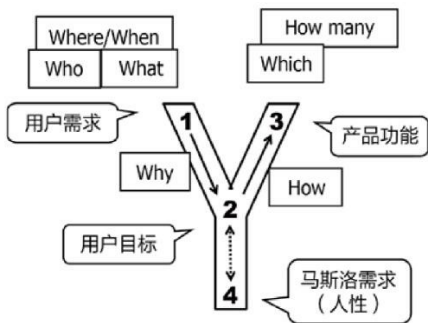 Where/When
Who
What
How many
Which
用户需求
1
3
产品功能
Why
How
2
用户目标
4
马斯洛需求
（人性）